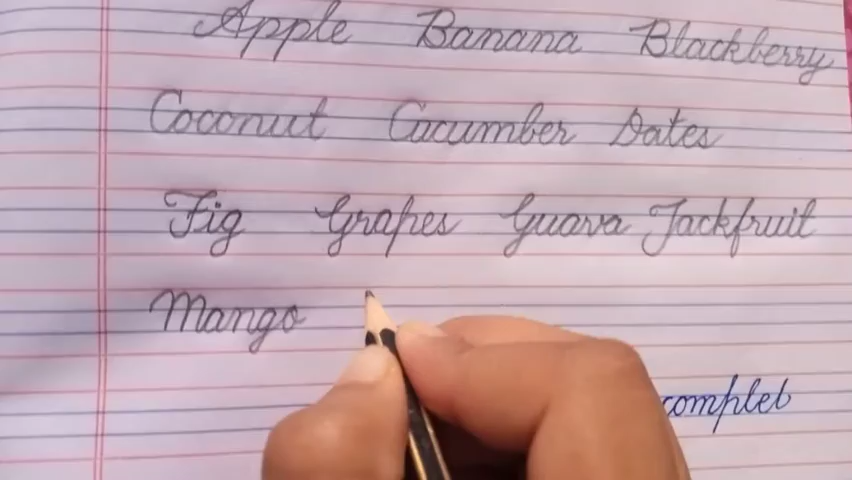 Apple Banana Blackberry
Coconut Cucumber Dates
Fig Grapes Guava Jackfruit
Mango
complet